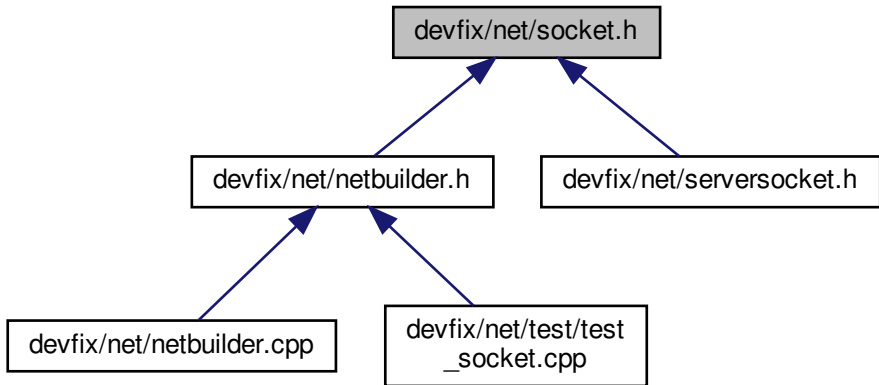 devfix/net/socket.h
devfix/net/netbuilder.h
devfix/net/serversocket.h
devfix/net/netbuilder.cpp
devfix/net/test/test
_socket.cpp